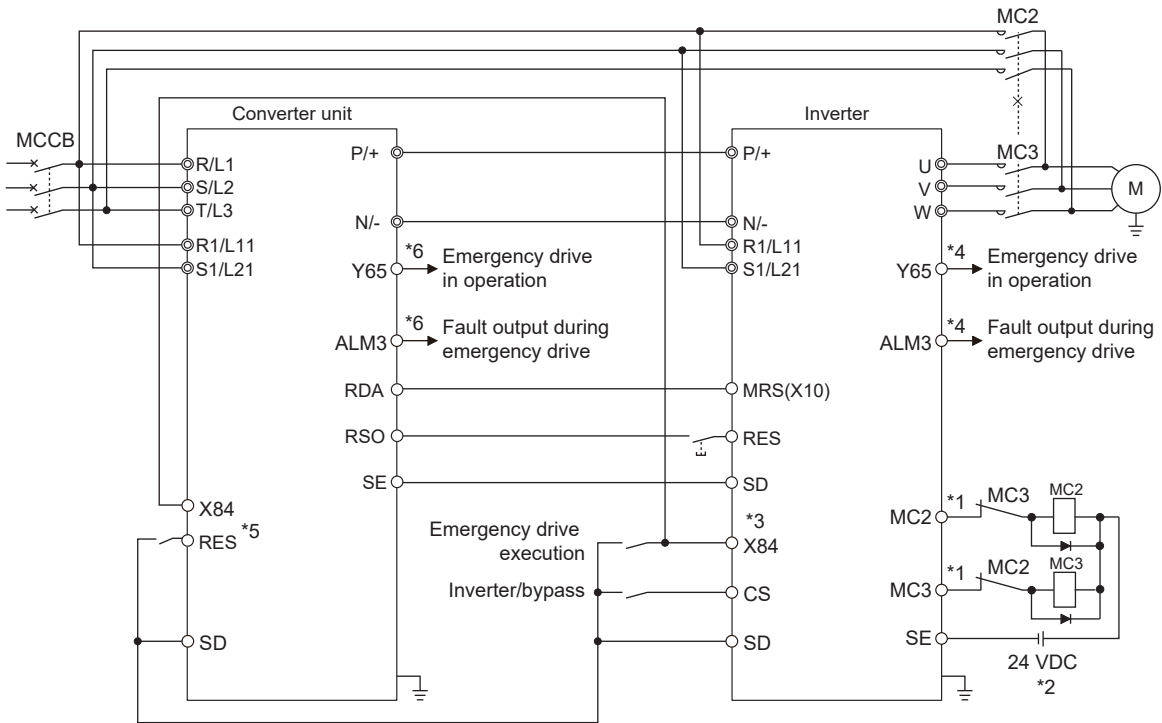 MC2
Converter unit
Inverter
MCCB
R/L1
S/L2
T/L3
R1/L11
S1/L21
P/+
N/-
*6
Y65
Emergency drive
in operation
*6
ALM3
Fault output during
emergency drive
RDA
RSO
SE
X84
RES
*5
SD
P/+
N/-
R1/L11
S1/L21
MRS(X10)
RES
SD
*3
Emergency drive
execution
X84
Inverter/bypass
CS
SD
MC3
U
V
W
M
*4
Y65
Emergency drive
in operation
*4
ALM3
Fault output during
emergency drive
MC2
*1
MC3
MC2
MC3
*1
MC2
MC3
SE
24 VDC
*2